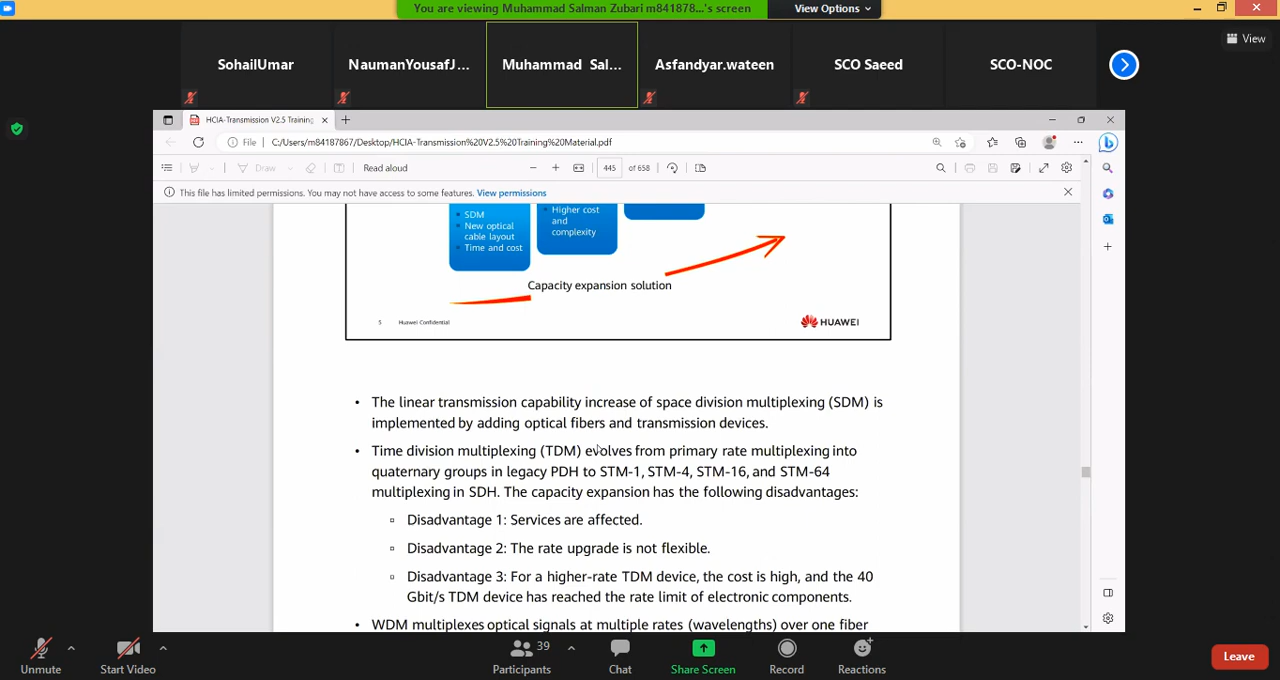 You are viewing Muhammad Salman Zubari m841878...'s screen
View Options
View
SohailUmar
NaumanYousafJ...
Muhammad Sal...
Asfandyar.wateen
SCO Saeed
SCO-NOC
HCIA-Transmission V2.5 Training
File
C:/Users/m84187867/Desktop/HCIA-Transmission%20V2.5%20Training%20Material.pdf
Draw
Read aloud
445
of 658
This file has limited permissions. You may not have access to some features. View permissions
SDM
New optical
cable layout
Time and cost
Higher cost
and
complexity
Capacity expansion solution
5
Huawei Confidential
HUAWEI
• The linear transmission capability increase of space division multiplexing (SDM) is
implemented by adding optical fibers and transmission devices.
• Time division multiplexing (TDM) evolves from primary rate multiplexing into
quaternary groups in legacy PDH to STM-1, STM-4, STM-16, and STM-64
multiplexing in SDH. The capacity expansion has the following disadvantages:
▫ Disadvantage 1: Services are affected.
▫ Disadvantage 2: The rate upgrade is not flexible.
▫ Disadvantage 3: For a higher-rate TDM device, the cost is high, and the 40
Gbit/s TDM device has reached the rate limit of electronic components.
• WDM multiplexes optical signals at multiple rates (wavelengths) over one fiber
Unmute
Start Video
39
Participants
Chat
Share Screen
Record
Reactions
Leave